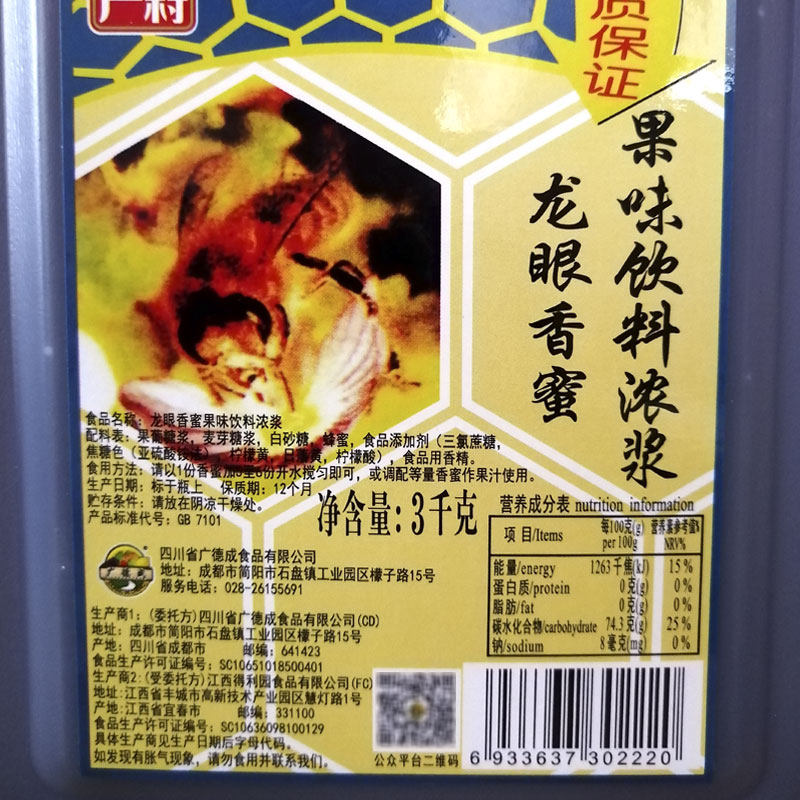 广村
质保证
果味饮料浓浆
龙眼香蜜
食品名称：龙眼香蜜果味饮料浓浆
配料表：果葡糖浆，麦芽糖浆，白砂糖，蜂蜜，食品添加剂（三氯蔗糖，
焦糖色（亚硫酸铵法），柠檬黄，日落黄，柠檬酸），食品用香精。
食用方法：请以1份香蜜加5至6份开水搅匀即可，或调配等量香蜜作果汁使用。
生产日期：标于瓶上 保质期：12个月
贮存条件：请放在阴凉干燥处。
产品标准代号：GB 7101
净含量：3千克
营养成分表 nutrition information
项 目/Items 每100克(g) per 100g 营养素参考值% NRV%
能量/energy 1263千焦(kJ) 15%
蛋白质/protein 0克(g) 0%
脂肪/fat 0克(g) 0%
碳水化合物/carbohydrate 74.3克(g) 25%
钠/sodium 8毫克(mg) 0%
四川省广德成食品有限公司
地址：成都市简阳市石盘镇工业园区檬子路15号
服务电话：028-26155691
生产商1：(委托方)四川省广德成食品有限公司(CD)
地址：成都市简阳市石盘镇工业园区檬子路15号
产地：四川省成都市 邮编：641423
食品生产许可证编号：SC10651018500401
生产商2：(受委托方)江西得利园食品有限公司(FC)
地址：江西省丰城市高新技术产业园区慧灯路1号
产地：江西省宜春市 邮编：331100
食品生产许可证编号：SC10636098100129
具体生产商见生产日期后字母代码。
如发现有胀气现象，请勿食用并联系我们。
公众平台二维码
6 933637 302220